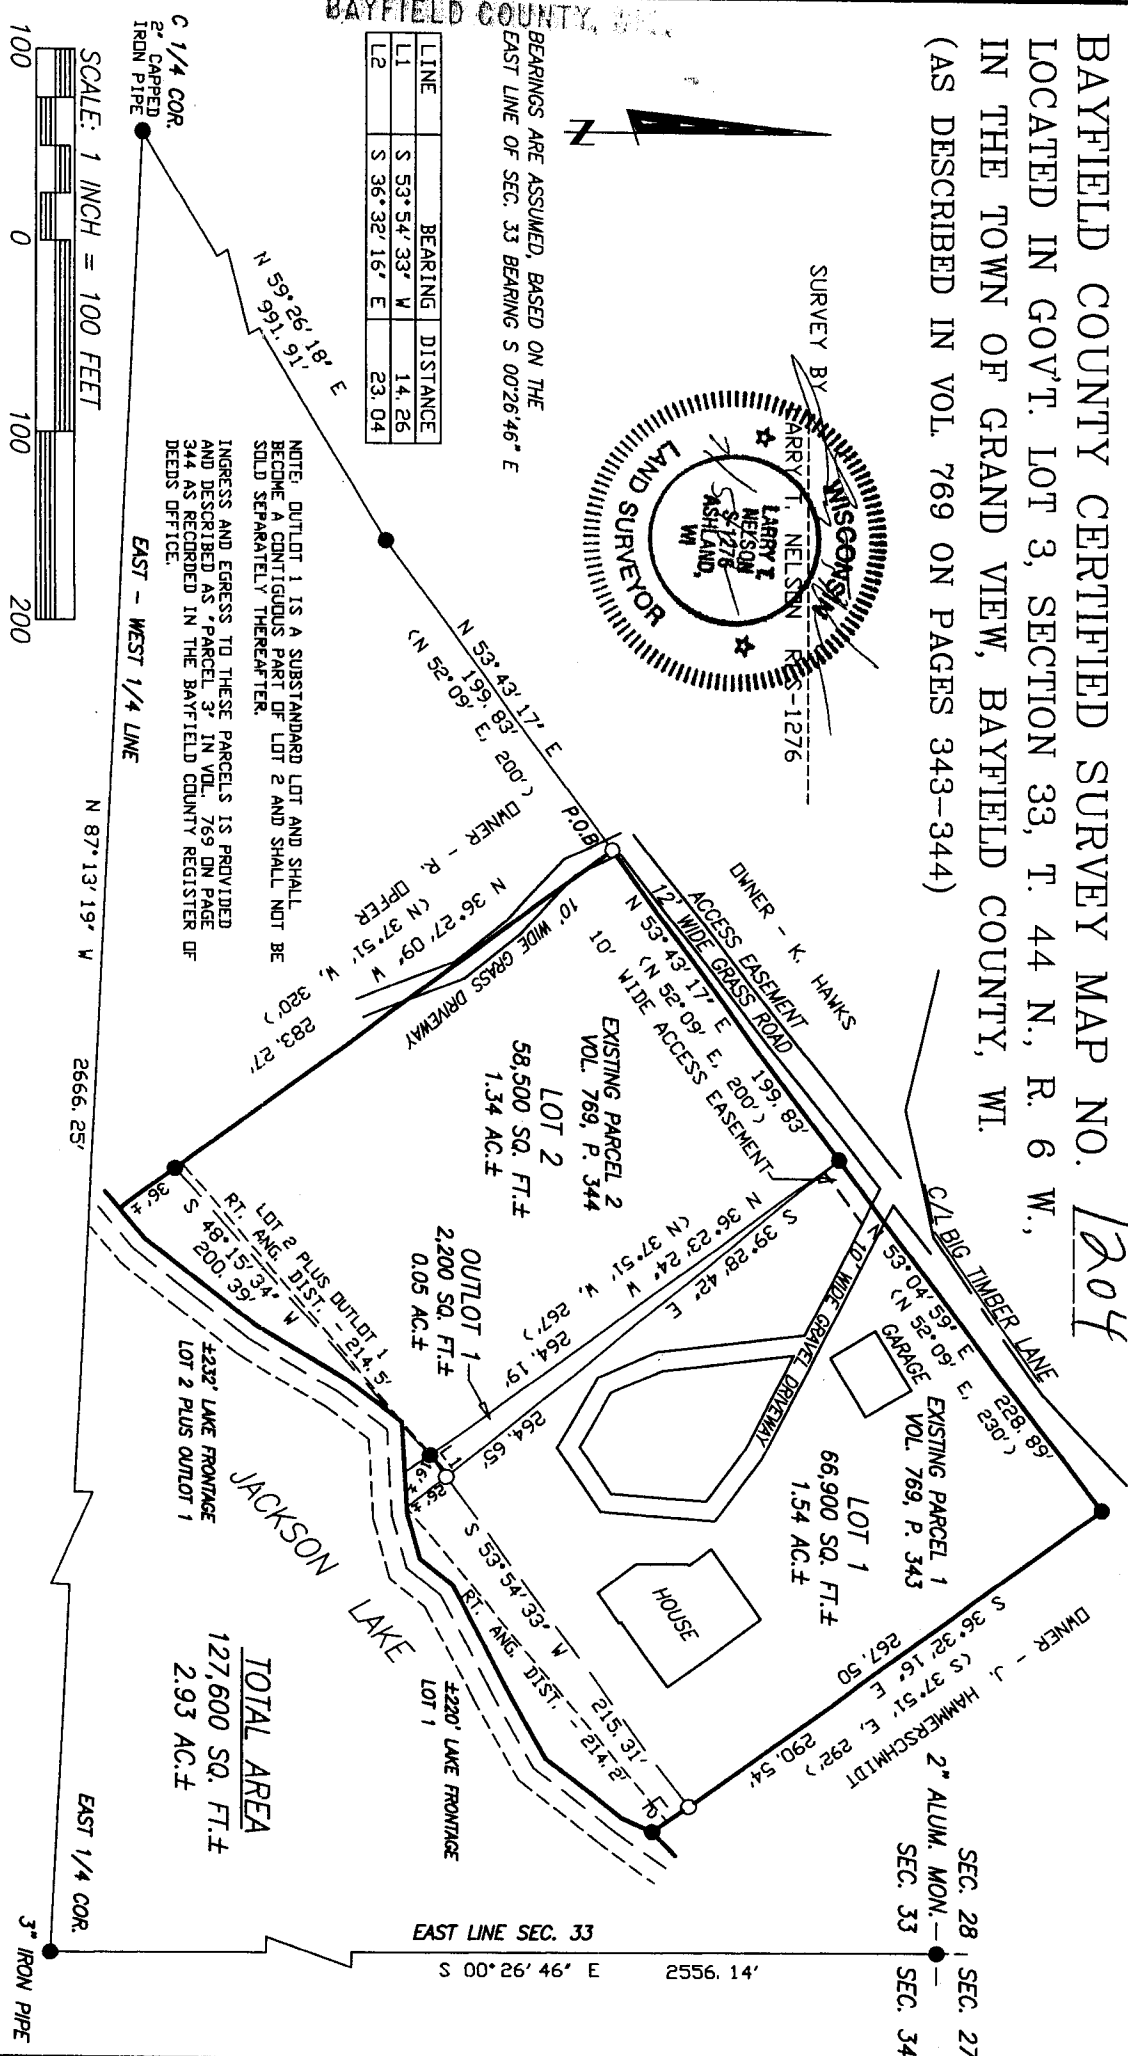 BAYFIELD COUNTY,
BAYFIELD COUNTY CERTIFIED SURVEY MAP NO. 1204
LOCATED IN GOV'T. LOT 3, SECTION 33, T. 44 N., R. 6 W.,
IN THE TOWN OF GRAND VIEW, BAYFIELD COUNTY, WI.
(AS DESCRIBED IN VOL. 769 ON PAGES 343-344)
SURVEY BY
LARRY T. NELSON RLS-1276
WISCONSIN
LARRY T.
NELSON
S-1276
ASHLAND,
WI
LAND SURVEYOR
N
BEARINGS ARE ASSUMED, BASED ON THE
EAST LINE OF SEC. 33 BEARING S 00°26'46" E
LINE BEARING DISTANCE
L1 S 53°54'33" W 14.26
L2 S 36°32'16" E 23.04
C 1/4 COR.
2" CAPPED
IRON PIPE
SCALE: 1 INCH = 100 FEET
100 0 100 200
N 59°26'18" E
991.91'
N 53°43'17" E
199.83'
(N 52°09' E, 200')
P.O.B.
NOTE: OUTLOT 1 IS A SUBSTANDARD LOT AND SHALL
BECOME A CONTIGUOUS PART OF LOT 2 AND SHALL NOT BE
SOLD SEPARATELY THEREAFTER.
INGRESS AND EGRESS TO THESE PARCELS IS PROVIDED
AND DESCRIBED AS "PARCEL 3" IN VOL. 769 ON PAGE
344 AS RECORDED IN THE BAYFIELD COUNTY REGISTER OF
DEEDS OFFICE.
EAST - WEST 1/4 LINE
N 87°13'19" W 2666.25'
OWNER - R. OPFER
N 36°27'09" W 283.27'
(N 37°51' W, 320')
10' WIDE GRASS DRIVEWAY
OWNER - K. HAWKS
ACCESS EASEMENT
12' WIDE GRASS ROAD
N 53°43'17" E 199.83'
(N 52°09' E, 200')
10' WIDE ACCESS EASEMENT
EXISTING PARCEL 2
VOL. 769, P. 344
LOT 2
58,500 SQ. FT.±
1.34 AC.±
C/L BIG TIMBER LANE
N 53°04'59" E 228.89'
(N 52°09' E, 230')
N 36°23'24" W 264.19'
(N 37°51' W, 267')
S 39°28'42" E 264.65'
OUTLOT 1
2,200 SQ. FT.±
0.05 AC.±
10' WIDE GRAVEL DRIVEWAY
GARAGE
EXISTING PARCEL 1
VOL. 769, P. 343
LOT 1
66,900 SQ. FT.±
1.54 AC.±
HOUSE
OWNER - J. HAMMERSCHMIDT
S 36°32'16" E
267.50
(S 37°51' E, 292')
290.54'
36'±
LOT 2 PLUS OUTLOT 1
RT. ANG. DIST. - 214.5'
S 48°15'34" W
200.39'
L1
16'±
26'±
S 53°54'33" W 215.31'
RT. ANG. DIST. - 214.2'
L2
±232' LAKE FRONTAGE
LOT 2 PLUS OUTLOT 1
JACKSON LAKE
±220' LAKE FRONTAGE
LOT 1
TOTAL AREA
127,600 SQ. FT.±
2.93 AC.±
SEC. 28 SEC. 27
2" ALUM. MON.
SEC. 33 SEC. 34
EAST LINE SEC. 33
S 00°26'46" E 2556.14'
EAST 1/4 COR.
3" IRON PIPE